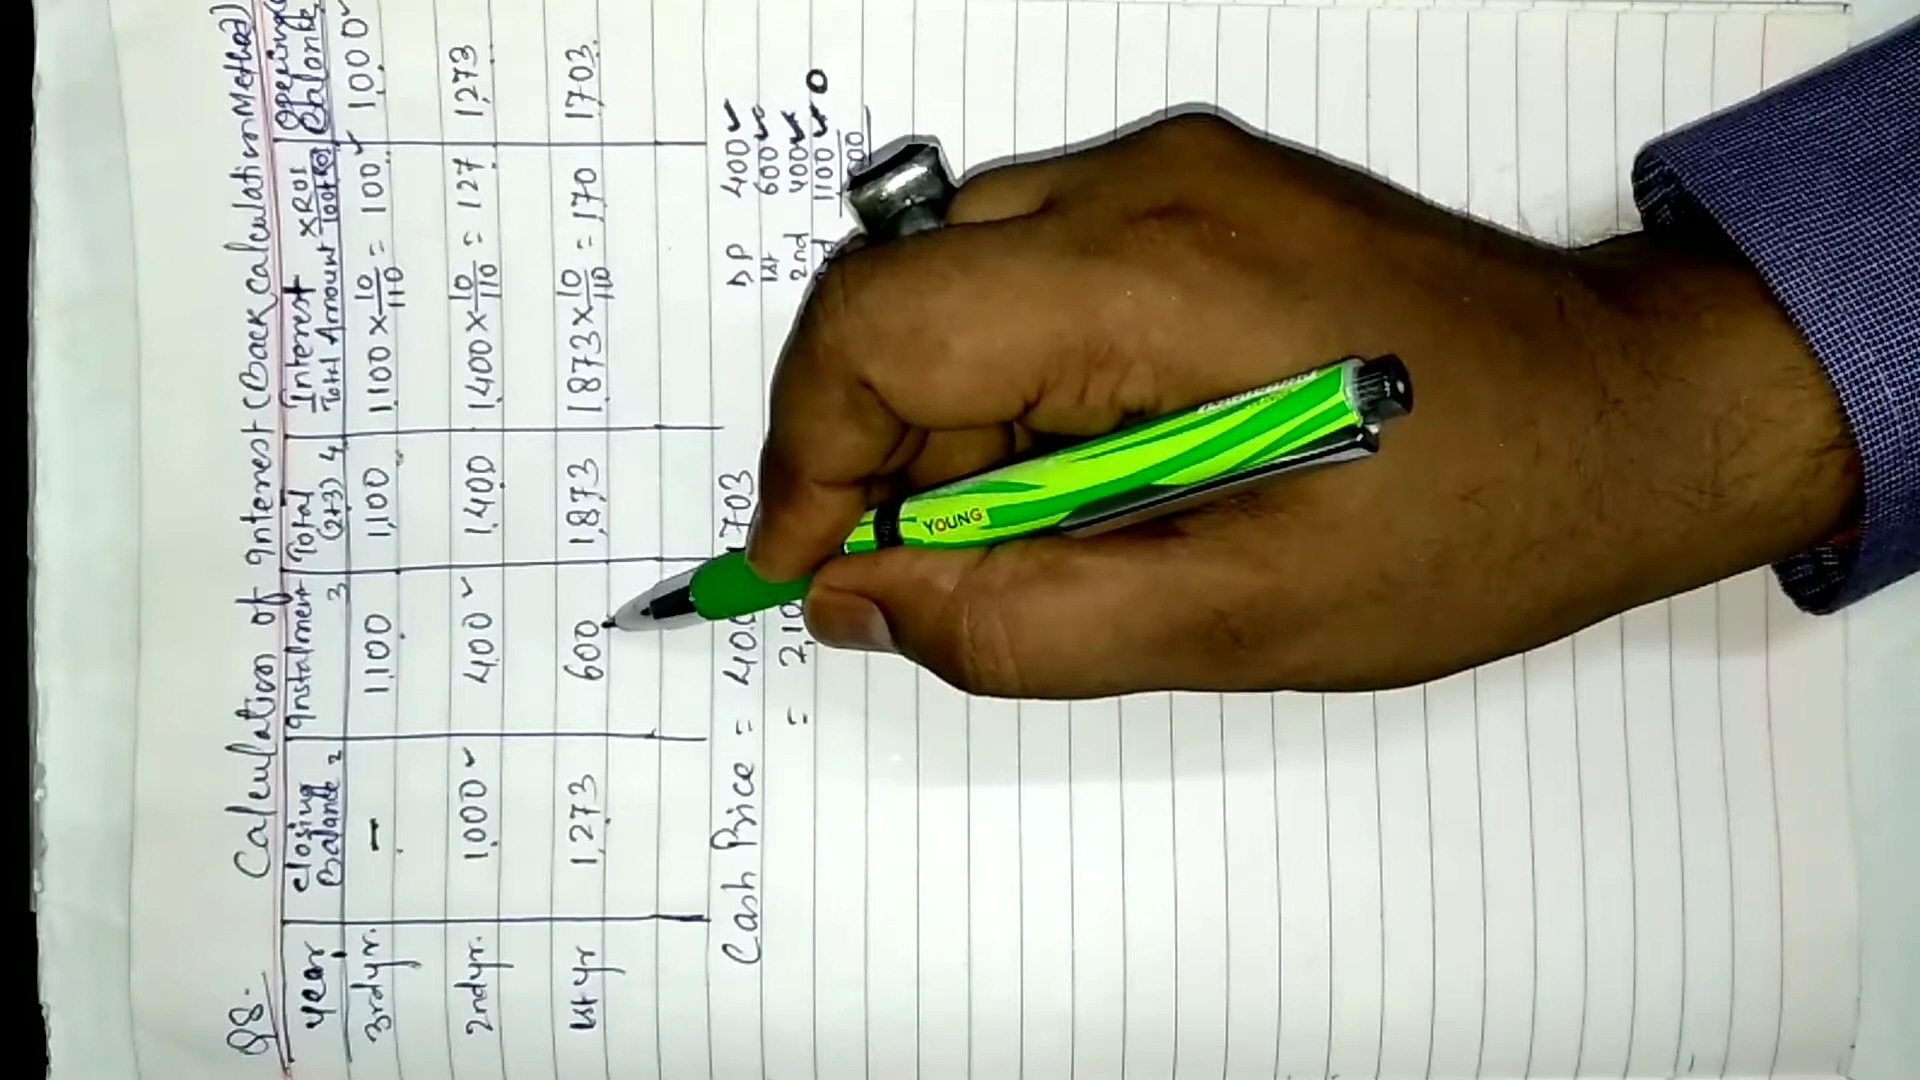 Q8. Calculation of Interest (Back Calculation Method)
Year Closing Balance 2 Instalment 3 Total (2+3) 4 Interest Total Amount × ROI Opening Balance
3rd yr. — 1,100 1,100 1,100 × 10/110 = 100 1,000
2nd yr. 1,000 400 1,400 1,400 × 10/110 = 127 1,273
1st yr 1,273 600 1,873 1,873 × 10/110 = 170 1,703
Cash Price = 1703
=
DP 400
1st 600
2nd 400
1100 0
YOUNG